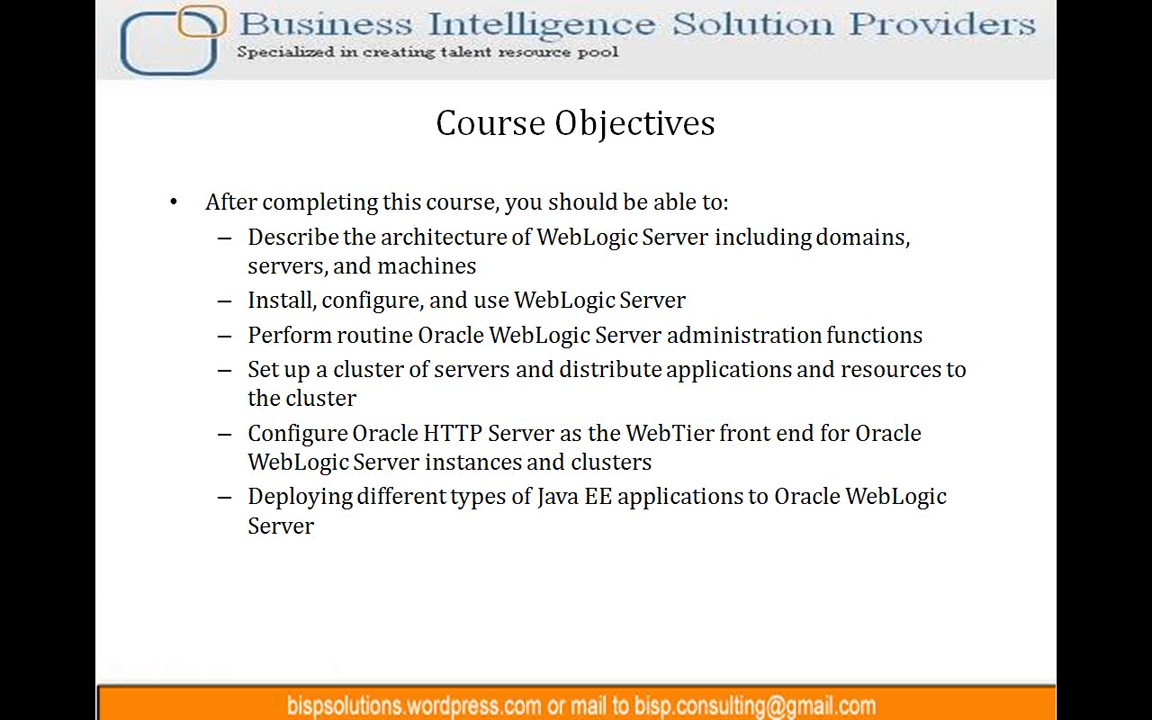 Business Intelligence Solution Providers
Specialized in creating talent resource pool
Course Objectives
• After completing this course, you should be able to:
– Describe the architecture of WebLogic Server including domains,
servers, and machines
– Install, configure, and use WebLogic Server
– Perform routine Oracle WebLogic Server administration functions
– Set up a cluster of servers and distribute applications and resources to
the cluster
– Configure Oracle HTTP Server as the WebTier front end for Oracle
WebLogic Server instances and clusters
– Deploying different types of Java EE applications to Oracle WebLogic
Server
bispsolutions.wordpress.com or mail to bisp.consulting@gmail.com